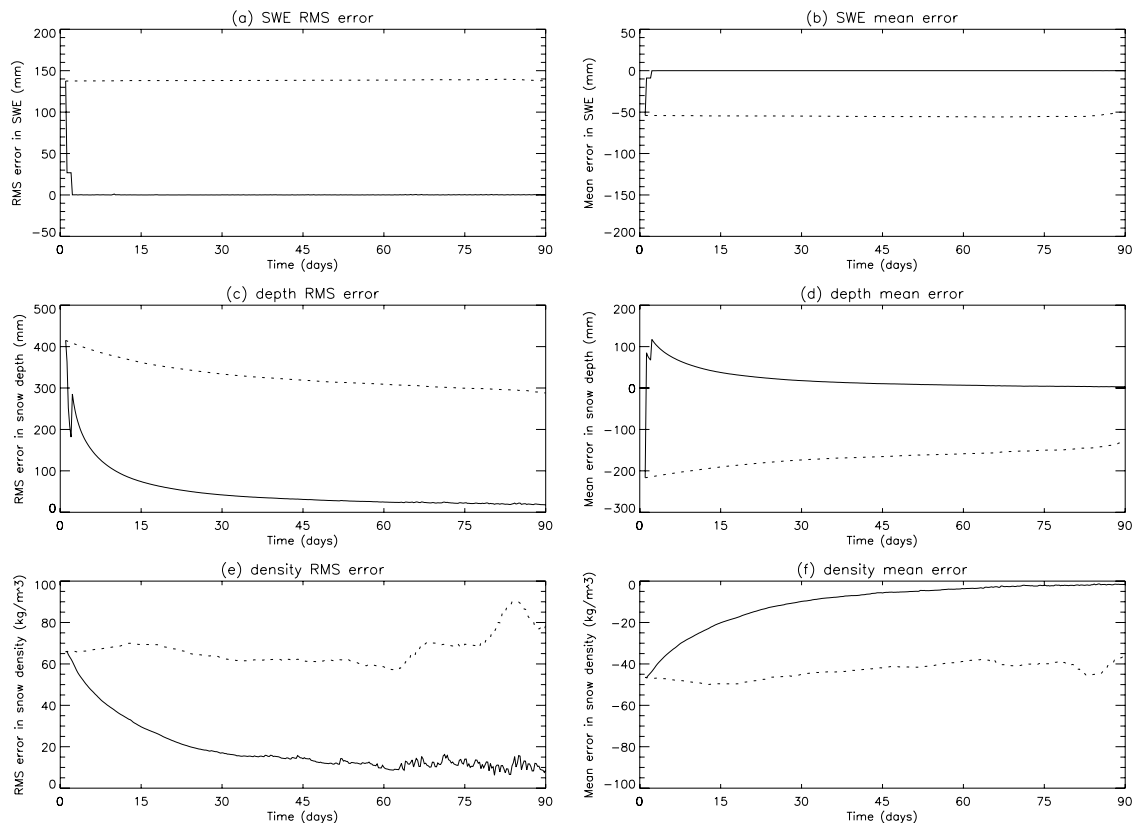 (a) SWE RMS error
RMS error in SWE (mm)
200
150
100
50
0
−50
0 15 30 45 60 75 90
Time (days)
(b) SWE mean error
Mean error in SWE (mm)
50
0
−50
−100
−150
−200
0 15 30 45 60 75 90
Time (days)
(c) depth RMS error
RMS error in snow depth (mm)
500
400
300
200
100
0
0 15 30 45 60 75 90
Time (days)
(d) depth mean error
Mean error in snow depth (mm)
200
100
0
−100
−200
−300
0 15 30 45 60 75 90
Time (days)
(e) density RMS error
RMS error in snow density (kg/m^3)
100
80
60
40
20
0
0 15 30 45 60 75 90
Time (days)
(f) density mean error
Mean error in snow density (kg/m^3)
0
−20
−40
−60
−80
−100
0 15 30 45 60 75 90
Time (days)